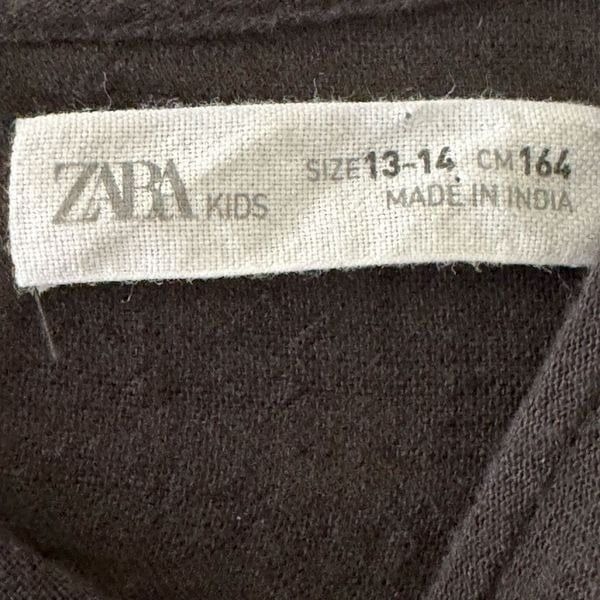 ZARA KIDS
SIZE 13-14 CM 164
MADE IN INDIA